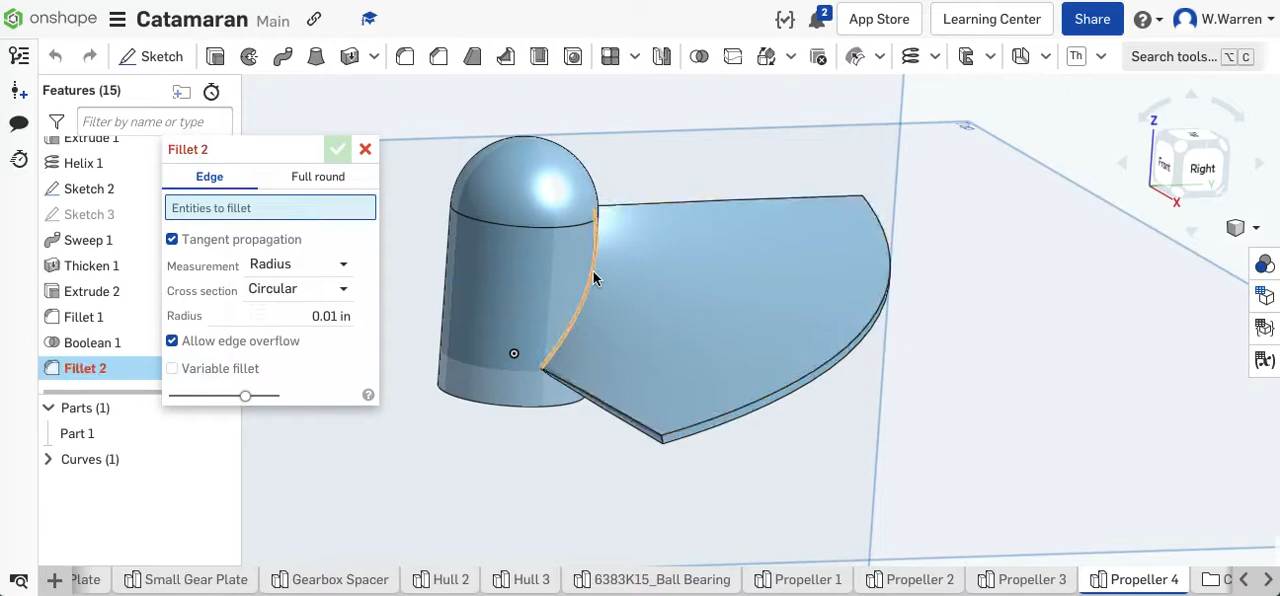 onshape Catamaran Main 2 App Store Learning Center Share W.Warren
Sketch Th Search tools... ⌥ C
Features (15)
Filter by name or type
Extrude 1
Helix 1
Sketch 2
Sketch 3
Sweep 1
Thicken 1
Extrude 2
Fillet 1
Boolean 1
Fillet 2
Parts (1)
Part 1
Curves (1)
Fillet 2
Edge Full round
Entities to fillet
Tangent propagation
Measurement Radius
Cross section Circular
Radius 0.01 in
Allow edge overflow
Variable fillet
Z
Front Right
Y
X
Plate Small Gear Plate Gearbox Spacer Hull 2 Hull 3 6383K15_Ball Bearing Propeller 1 Propeller 2 Propeller 3 Propeller 4 C